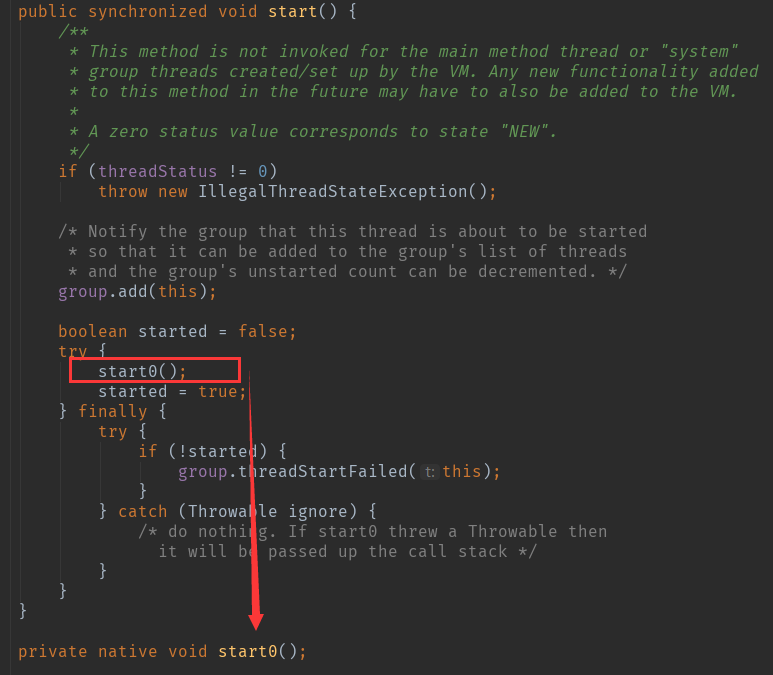 public synchronized void start() {
/**
* This method is not invoked for the main method thread or "system"
* group threads created/set up by the VM. Any new functionality added
* to this method in the future may have to also be added to the VM.
*
* A zero status value corresponds to state "NEW".
*/
if (threadStatus != 0)
throw new IllegalThreadStateException();
/* Notify the group that this thread is about to be started
* so that it can be added to the group's list of threads
* and the group's unstarted count can be decremented. */
group.add(this);
boolean started = false;
try {
start0();
started = true;
} finally {
try {
if (!started) {
group.threadStartFailed( t: this);
}
} catch (Throwable ignore) {
/* do nothing. If start0 threw a Throwable then
it will be passed up the call stack */
}
}
}
private native void start0();